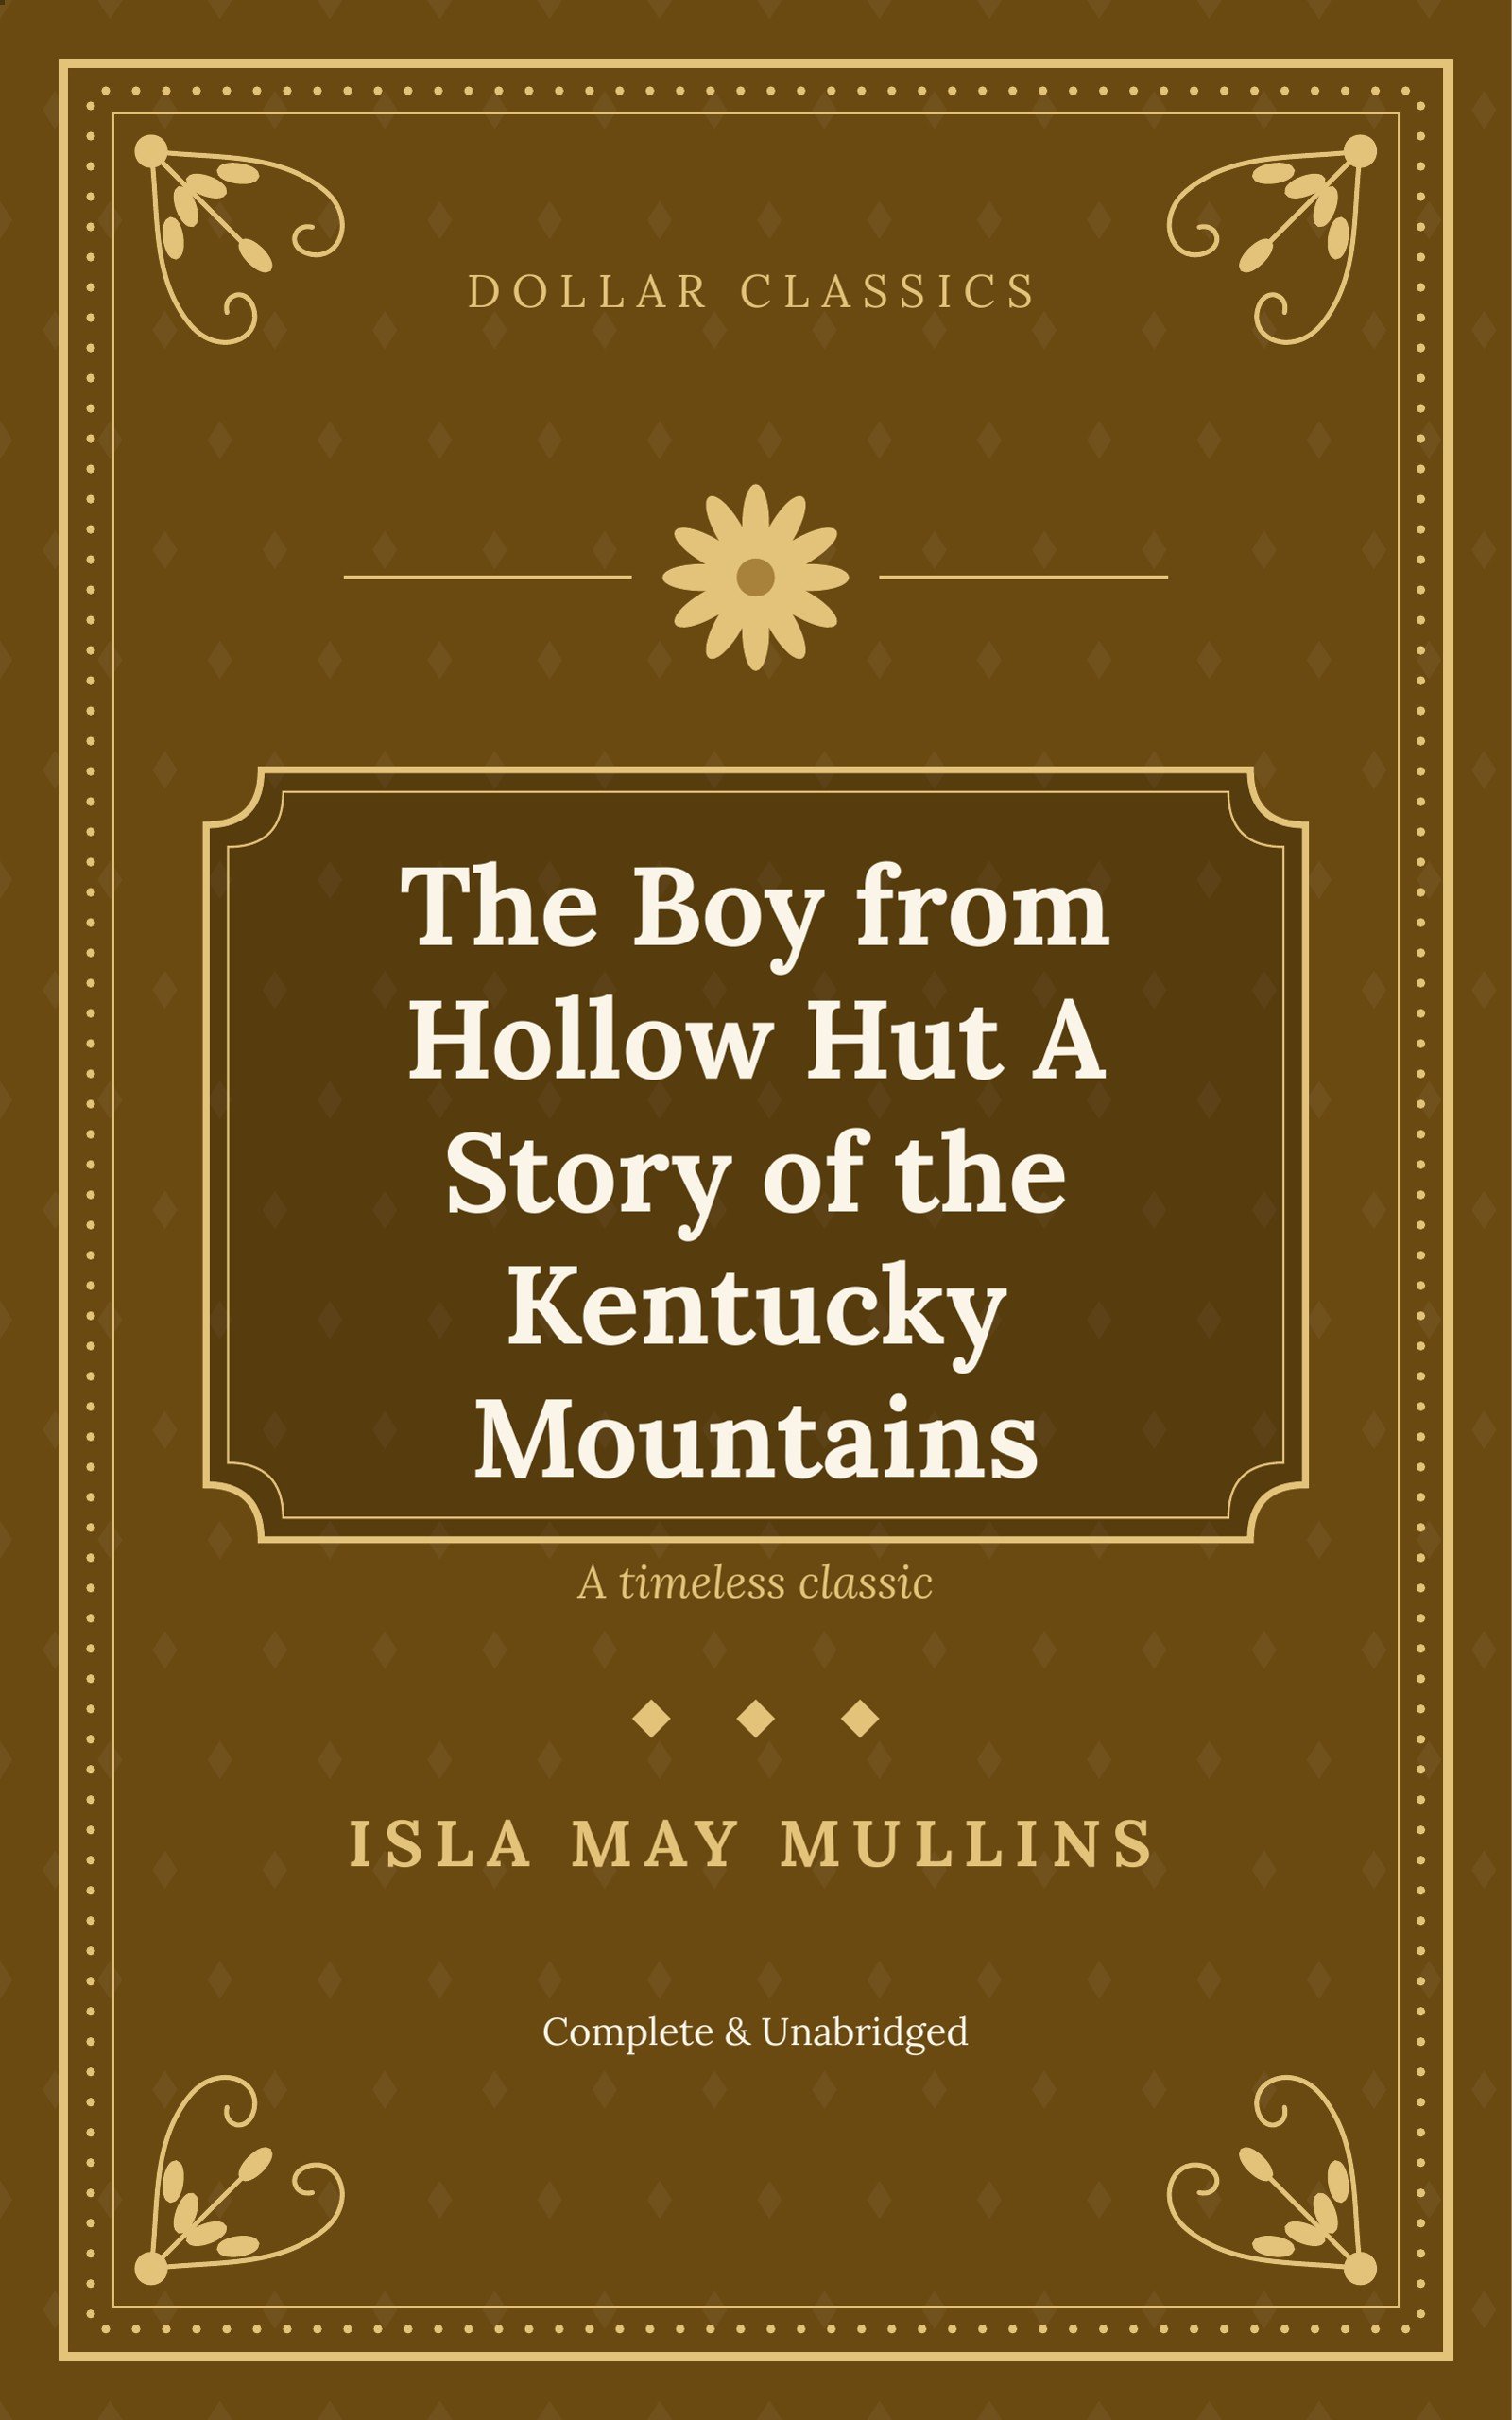 DOLLAR CLASSICS
The Boy from
Hollow Hut A
Story of the
Kentucky
Mountains
A timeless classic
ISLA MAY MULLINS
Complete & Unabridged